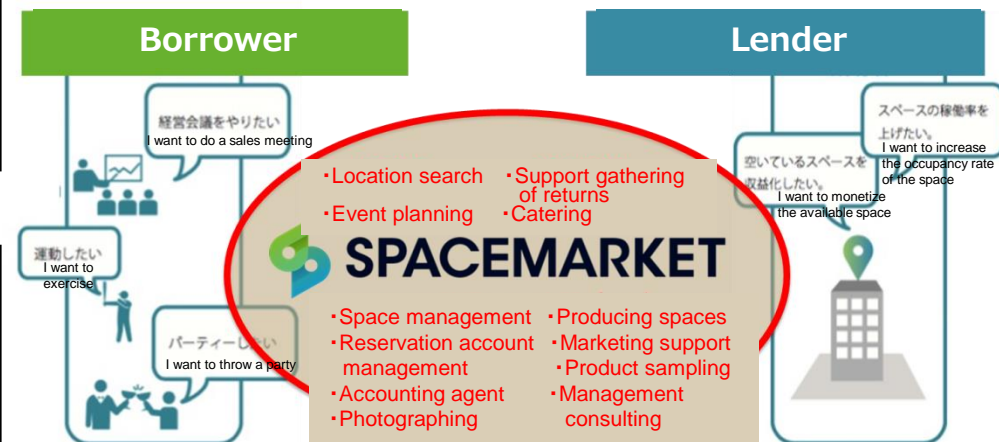 Borrower
Lender
経営会議をやりたい
I want to do a sales meeting
運動したい
I want to
exercise
パーティーしたい
I want to throw a party
・Location search ・Support gathering
of returns
・Event planning ・Catering
SPACEMARKET
・Space management ・Producing spaces
・Reservation account ・Marketing support
management ・Product sampling
・Accounting agent ・Management
・Photographing consulting
スペースの稼働率を
上げたい。
I want to increase
the occupancy rate
of the space
空いているスペースを
収益化したい。
I want to monetize
the available space